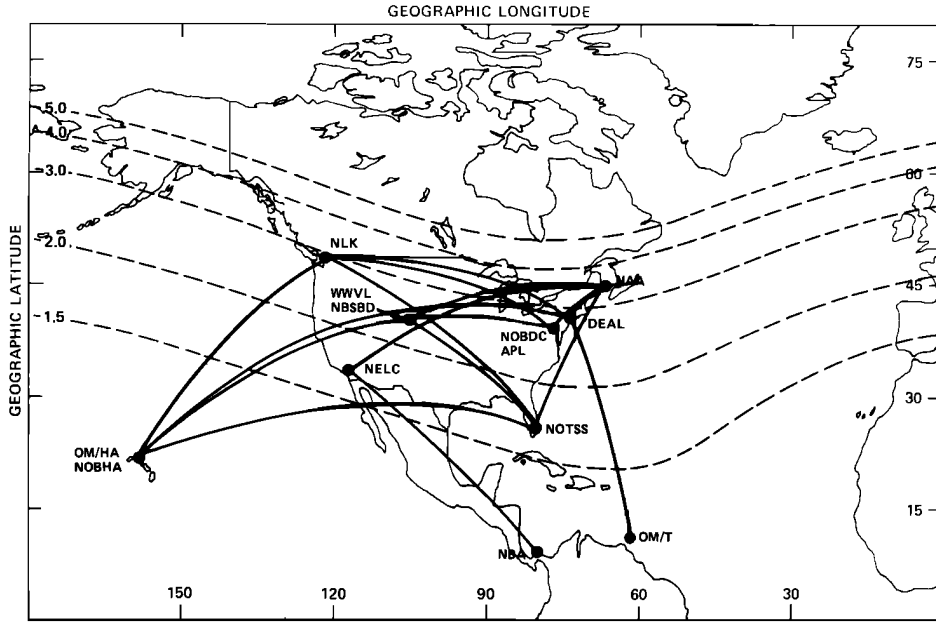 GEOGRAPHIC LONGITUDE
75
5.0
4.0
3.0
60
GEOGRAPHIC LATITUDE
2.0
NLK
NAA
45
WWVL
NBSBD
1.5
DEAL
NOBDC
APL
NELC
30
NOTSS
OM/HA
NOBHA
15
OM/T
NBA
150
120
90
60
30